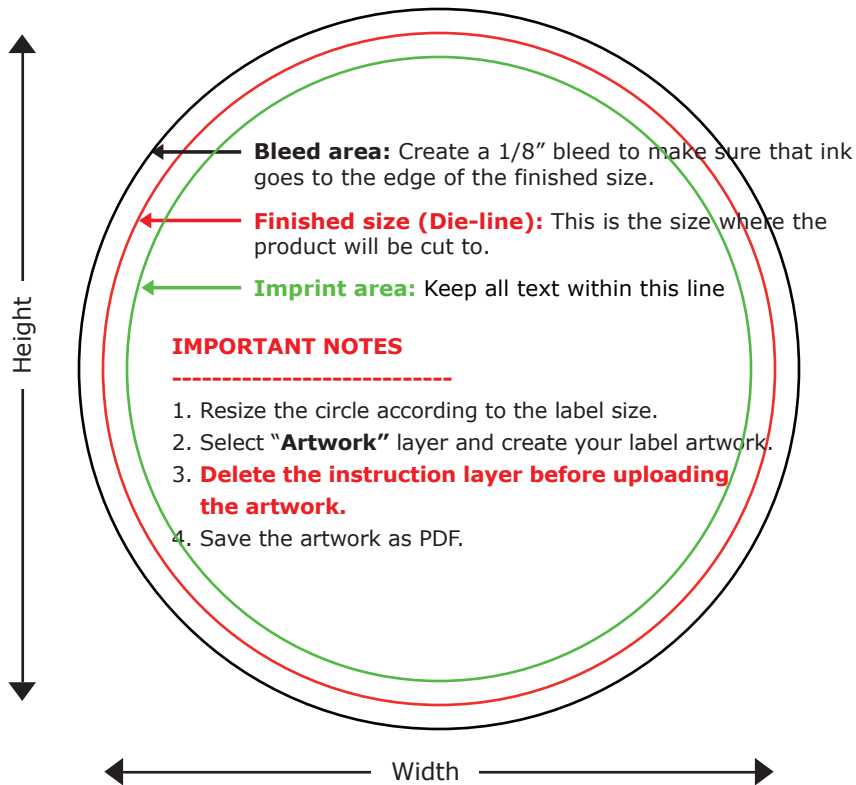 Bleed area: Create a 1/8” bleed to make sure that ink
goes to the edge of the finished size.
Finished size (Die-line): This is the size where the
product will be cut to.
Imprint area: Keep all text within this line
Height
IMPORTANT NOTES
----------------------------
1. Resize the circle according to the label size.
2. Select “Artwork” layer and create your label artwork.
3. Delete the instruction layer before uploading
the artwork.
4. Save the artwork as PDF.
Width